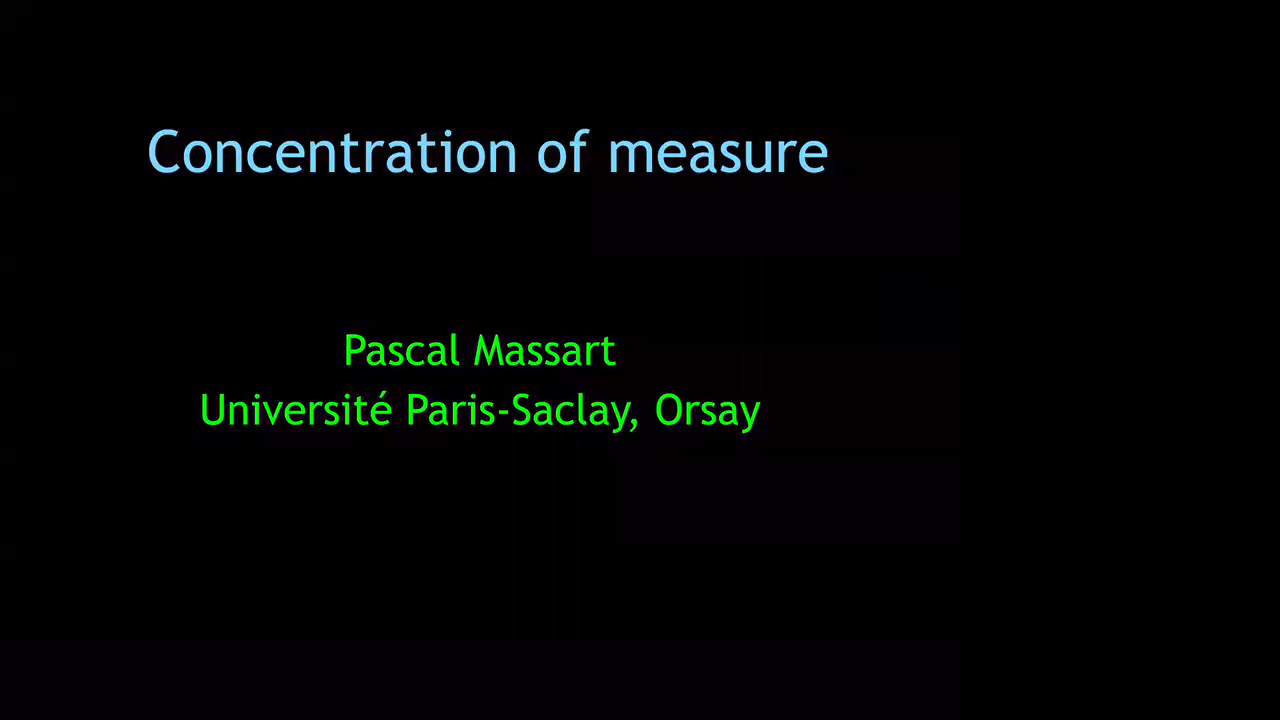 Concentration of measure
Pascal Massart
Université Paris-Saclay, Orsay